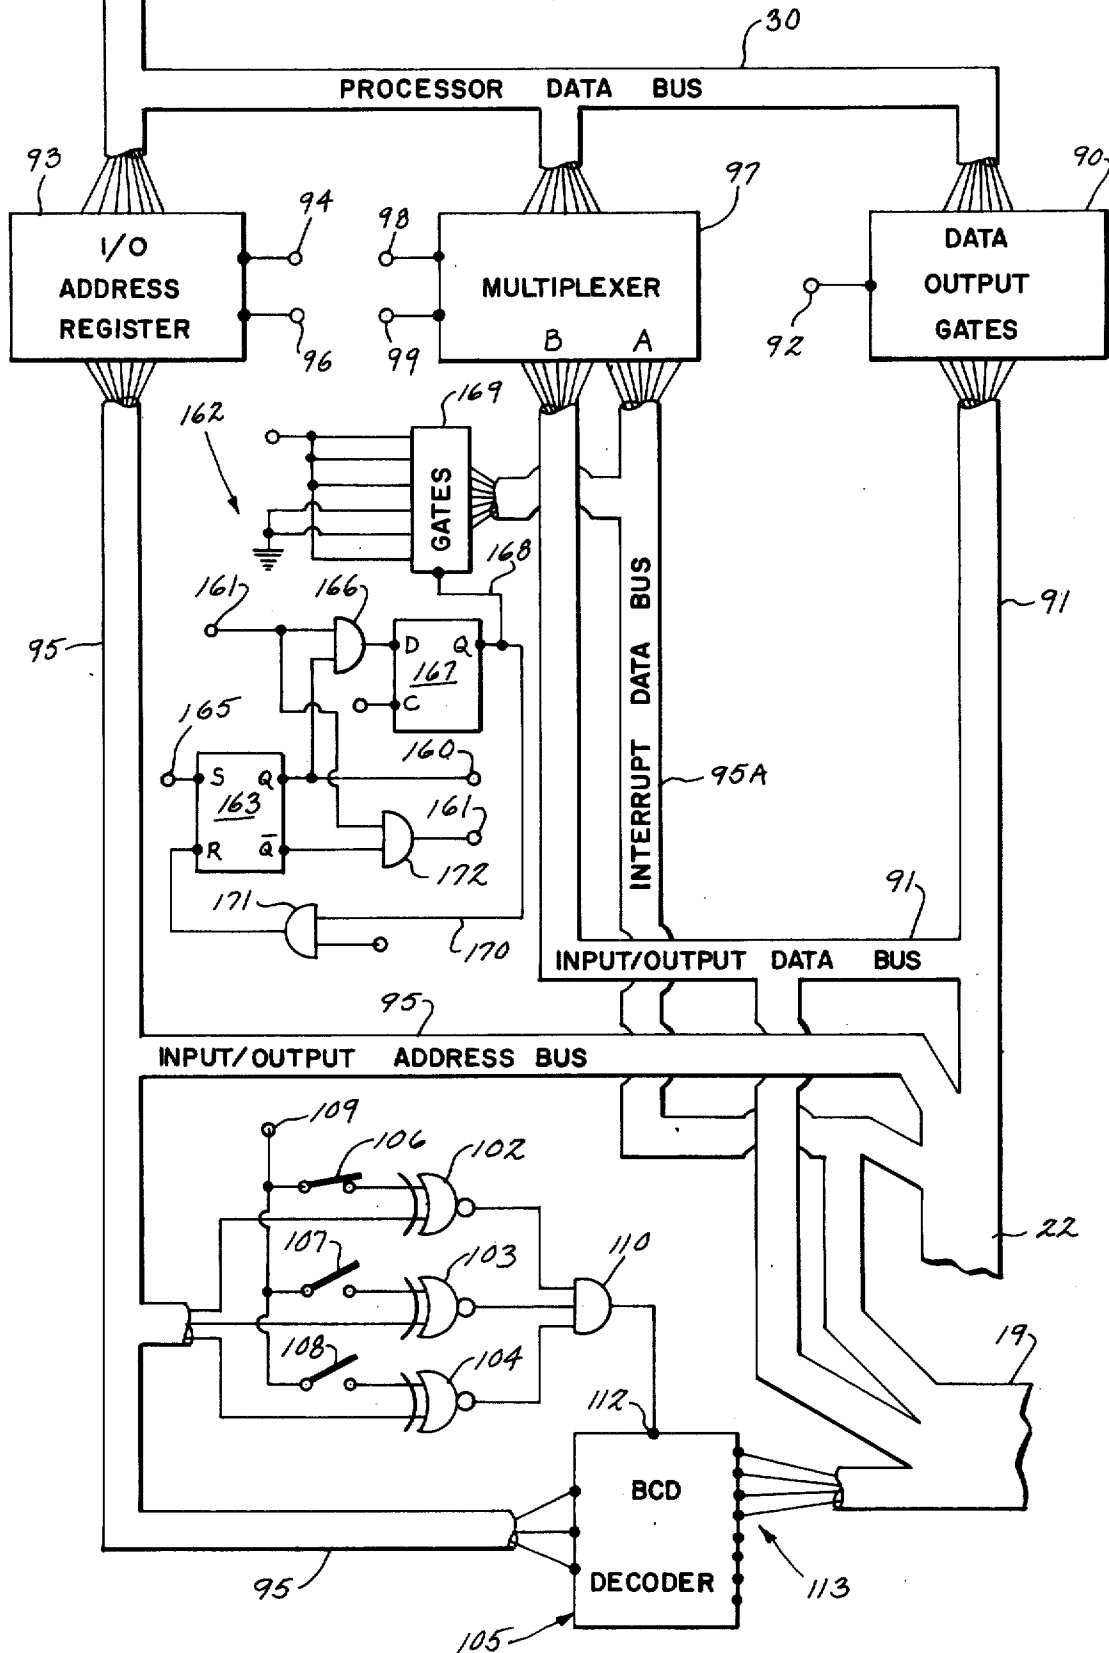 30
PROCESSOR DATA BUS
93
94
98
97
90
I/O
ADDRESS
REGISTER
MULTIPLEXER
B A
DATA
OUTPUT
GATES
96
99
92
169
162
GATES
168
161
166
95
D Q
167
C
INTERRUPT DATA BUS
91
165
160
S Q
163
R Q̅
95A
161
172
171
170
91
INPUT/OUTPUT DATA BUS
95
INPUT/OUTPUT ADDRESS BUS
109
106
102
107
103
110
22
108
104
19
112
BCD
DECODER
113
95
105